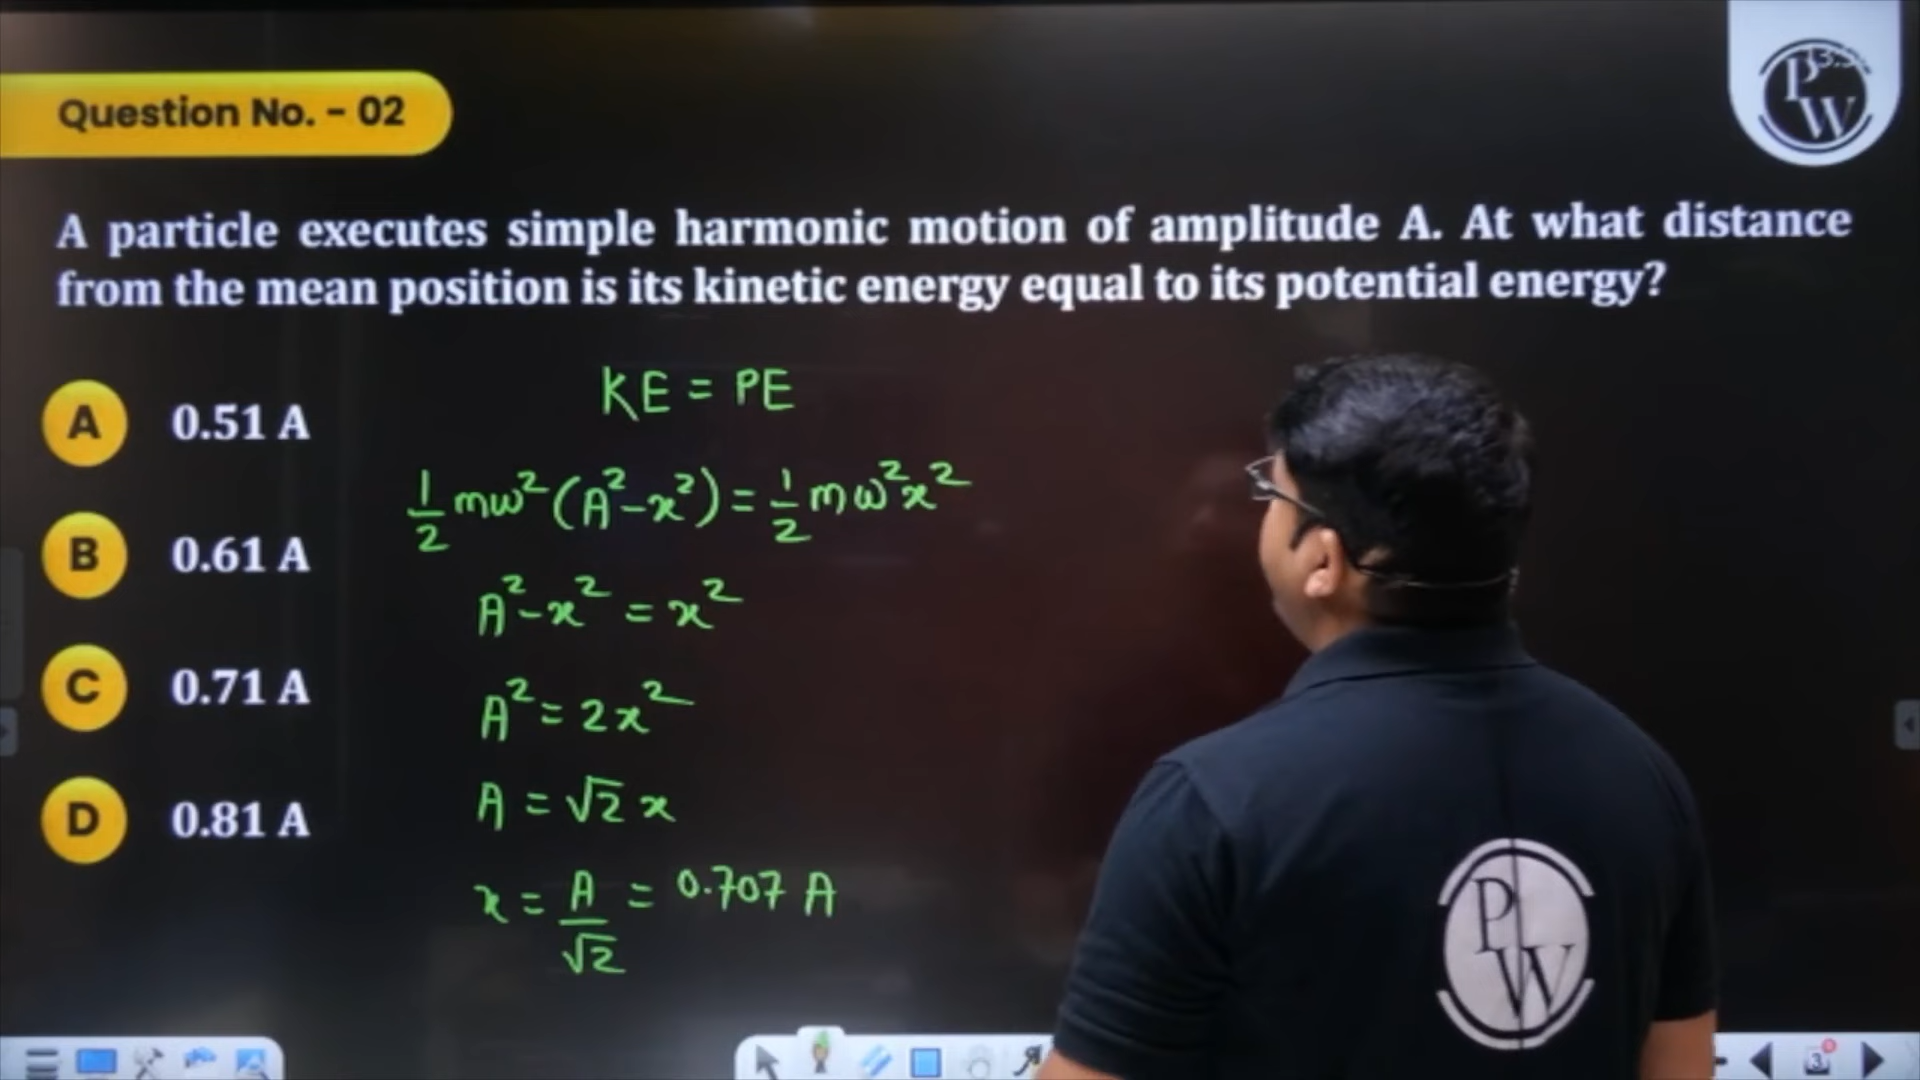 Question No. - 02
PW
A particle executes simple harmonic motion of amplitude A. At what distance
from the mean position is its kinetic energy equal to its potential energy?
A 0.51 A
B 0.61 A
C 0.71 A
D 0.81 A
KE = PE
1/2 mω²(A²-x²) = 1/2 mω²x²
A²-x² = x²
A² = 2x²
A = √2 x
x = A/√2 = 0.707 A
PW
3